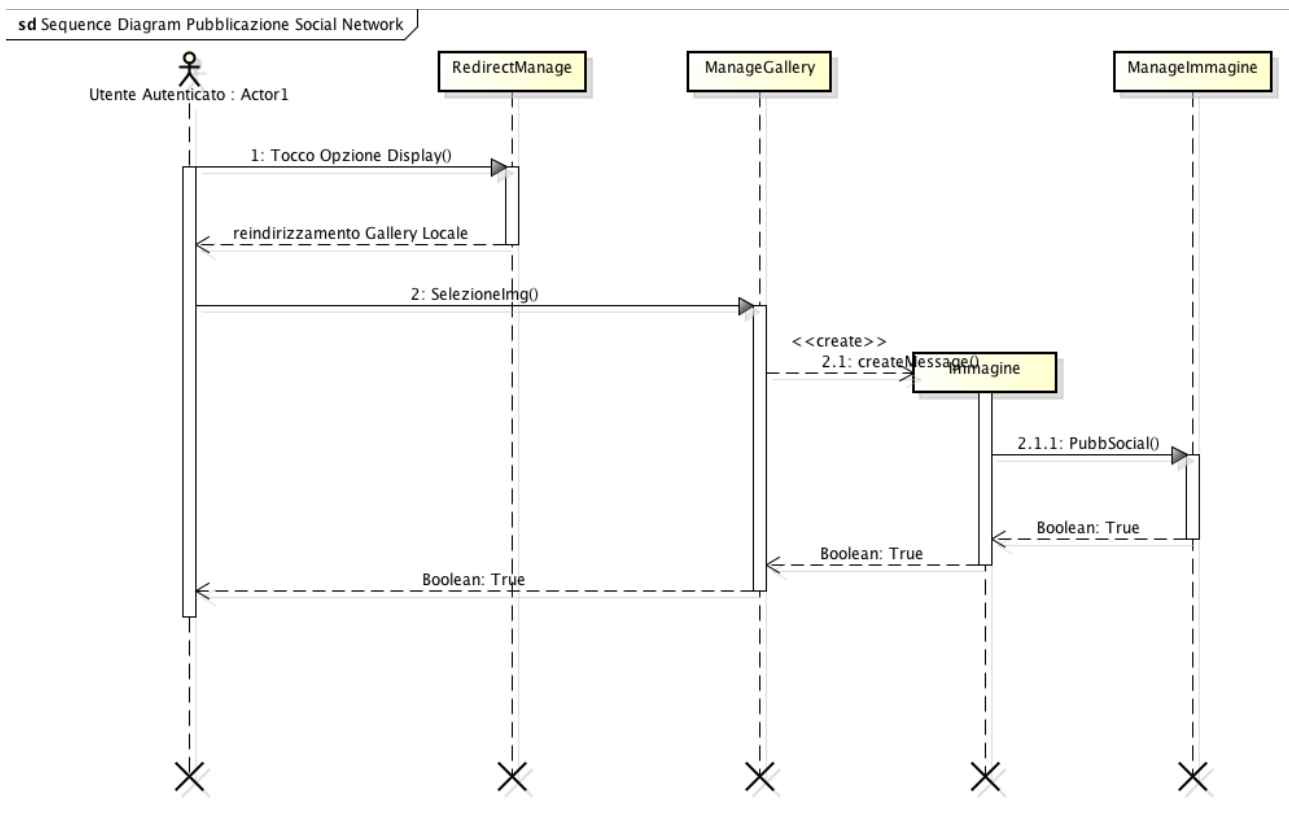 sd Sequence Diagram Pubblicazione Social Network
Utente Autenticato : Actor1
RedirectManage
ManageGallery
ManageImmagine
1: Tocco Opzione Display()
reindirizzamento Gallery Locale
2: SelezioneImg()
<<create>>
2.1: createMessage()
Immagine
2.1.1: PubbSocial()
Boolean: True
Boolean: True
Boolean: True